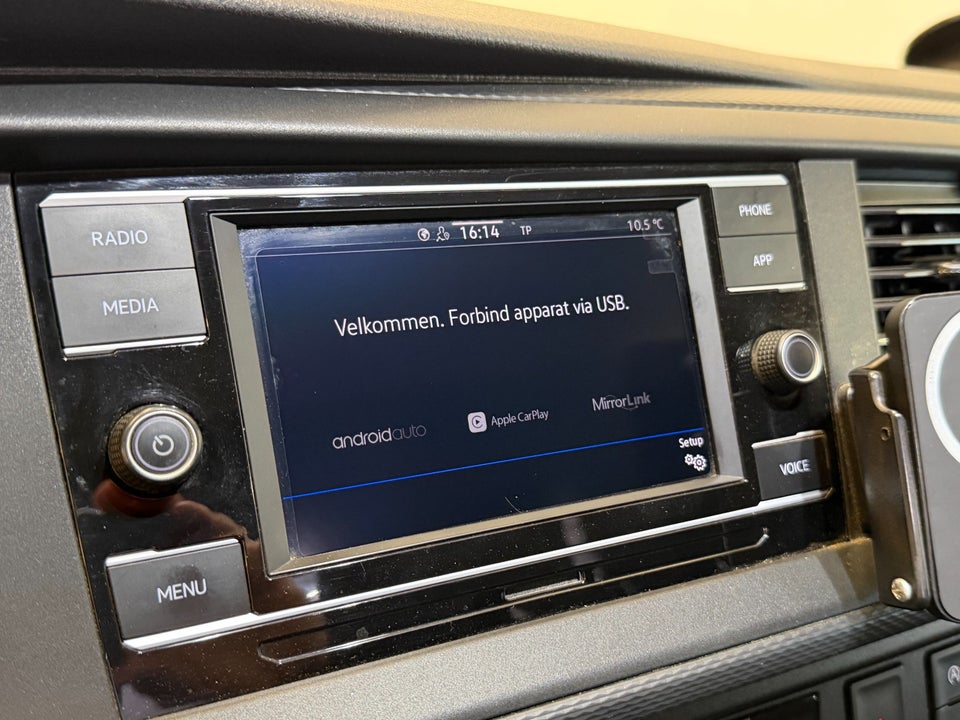 RADIO
MEDIA
MENU
16:14
TP
10.5 °C
Velkommen. Forbind apparat via USB.
androidauto
Apple CarPlay
MirrorLink
Setup
PHONE
APP
VOICE